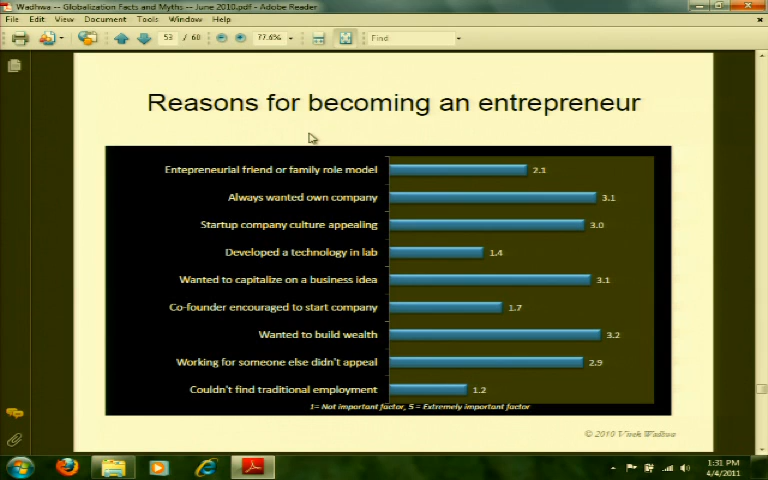 Wadhwa -- Globalization Facts and Myths -- June 2010.pdf - Adobe Reader
File Edit View Document Tools Window Help
53 / 60 77.6% Find
Reasons for becoming an entrepreneur
Entepreneurial friend or family role model 2.1
Always wanted own company 3.1
Startup company culture appealing 3.0
Developed a technology in lab 1.4
Wanted to capitalize on a business idea 3.1
Co-founder encouraged to start company 1.7
Wanted to build wealth 3.2
Working for someone else didn't appeal 2.9
Couldn't find traditional employment 1.2
1= Not important factor, 5 = Extremely important factor
© 2010 Vivek Wadhwa
1:31 PM
4/4/2011